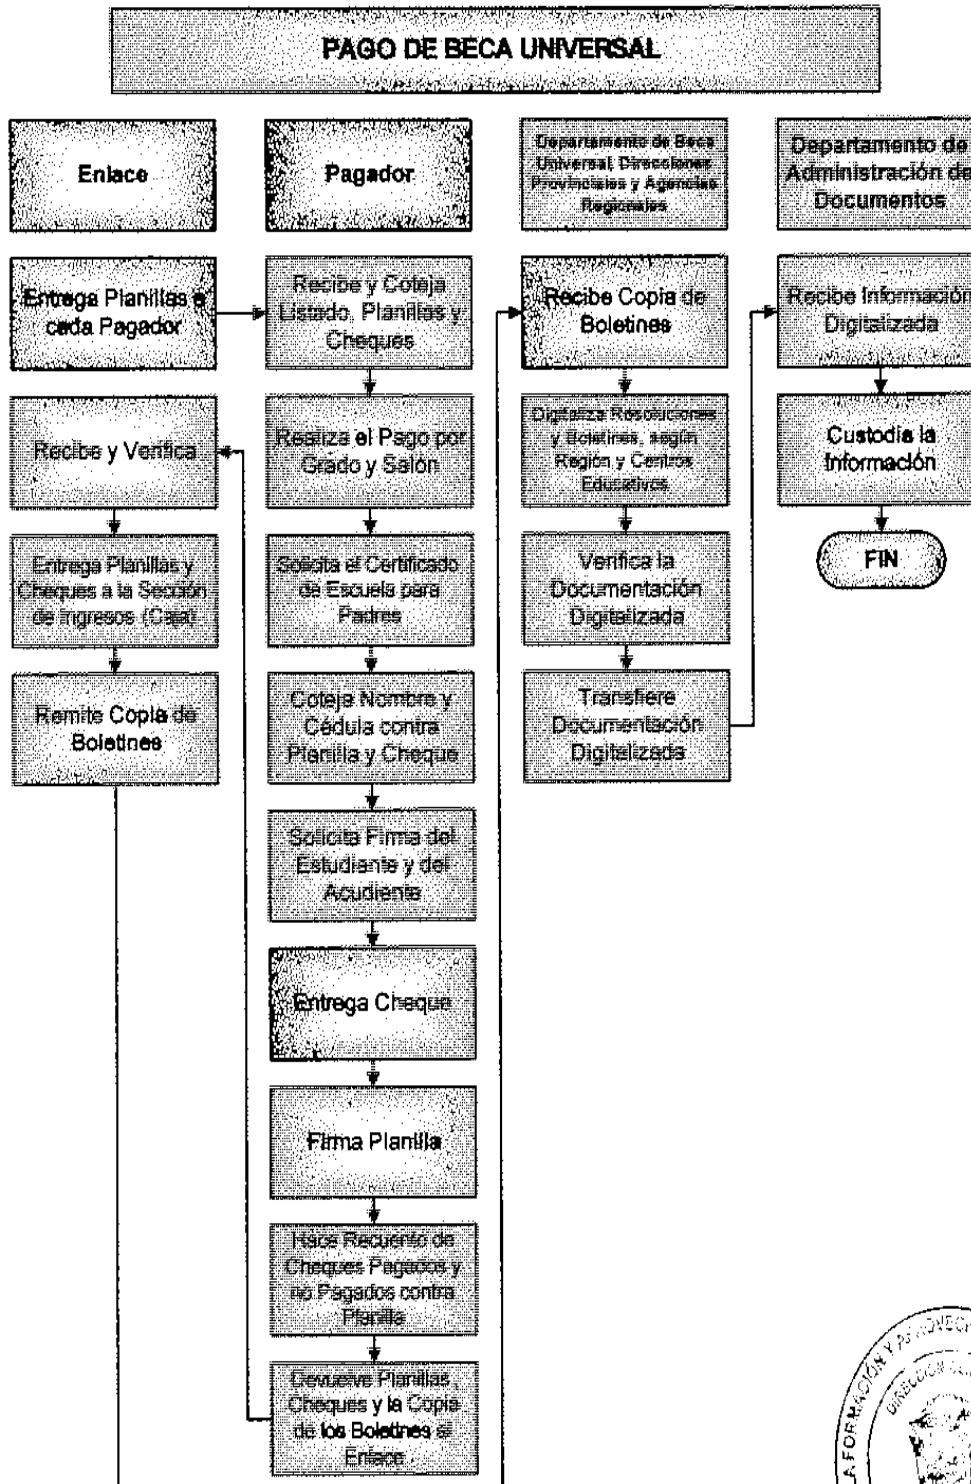 PAGO DE BECA UNIVERSAL
Enlace
Pagador
Departamento de Beca
Universal, Direcciones
Provinciales y Agencias
Regionales
Departamento de
Administración de
Documentos
Entrega Planillas a
cada Pagador
Recibe y Verifica
Entrega Planillas y
Cheques a la Sección
de Ingresos (Caja)
Remite Copia de
Boletines
Recibe y Coteja
Listado, Planillas y
Cheques
Realiza el Pago por
Grado y Salón
Solicita el Certificado
de Escuela para
Padres
Coteja Nombre y
Cédula contra
Planilla y Cheque
Solicita Firma del
Estudiante y del
Acudiente
Entrega Cheque
Firma Planilla
Hace Recuento de
Cheques Pagados y
no Pagados contra
Planilla
Devuelve Planillas,
Cheques y la Copia
de los Boletines al
Enlace
Recibe Copia de
Boletines
Digitaliza Resoluciones
y Boletines, según
Región y Centros
Educativos
Verifica la
Documentación
Digitalizada
Transfiere
Documentación
Digitalizada
Recibe Información
Digitalizada
Custodia la
Información
FIN
LA FORMACIÓN Y
DIRECCIÓN